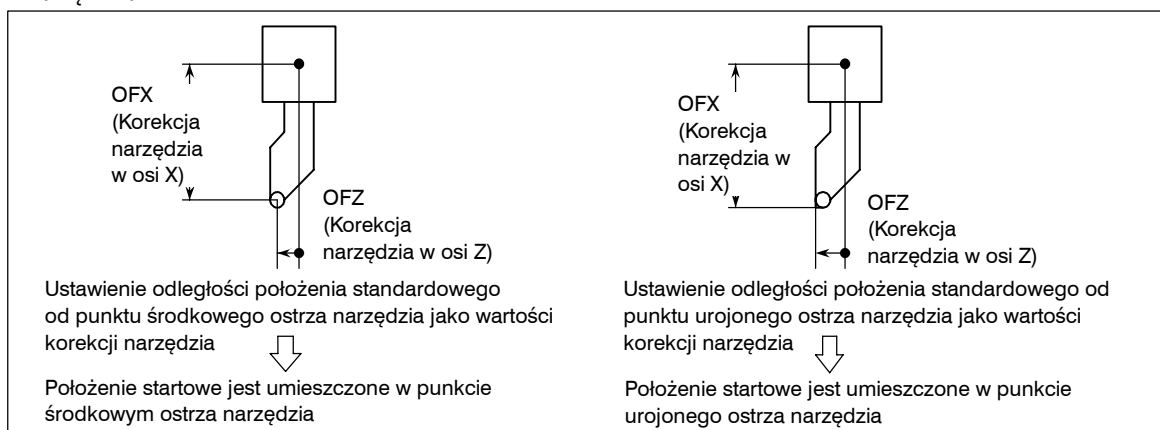 OFX
(Korekcja
narzędzia
w osi X)
OFZ
(Korekcja
narzędzia w osi Z)
Ustawienie odległości położenia standardowego
od punktu środkowego ostrza narzędzia jako wartości
korekcji narzędzia
Położenie startowe jest umieszczone w punkcie
środkowym ostrza narzędzia
OFX
(Korekcja
narzędzia w
osi X)
OFZ
(Korekcja
narzędzia w osi Z)
Ustawienie odległości położenia standardowego od
punktu urojonego ostrza narzędzia jako wartości
korekcji narzędzia
Położenie startowe jest umieszczone w punkcie
urojonego ostrza narzędzia